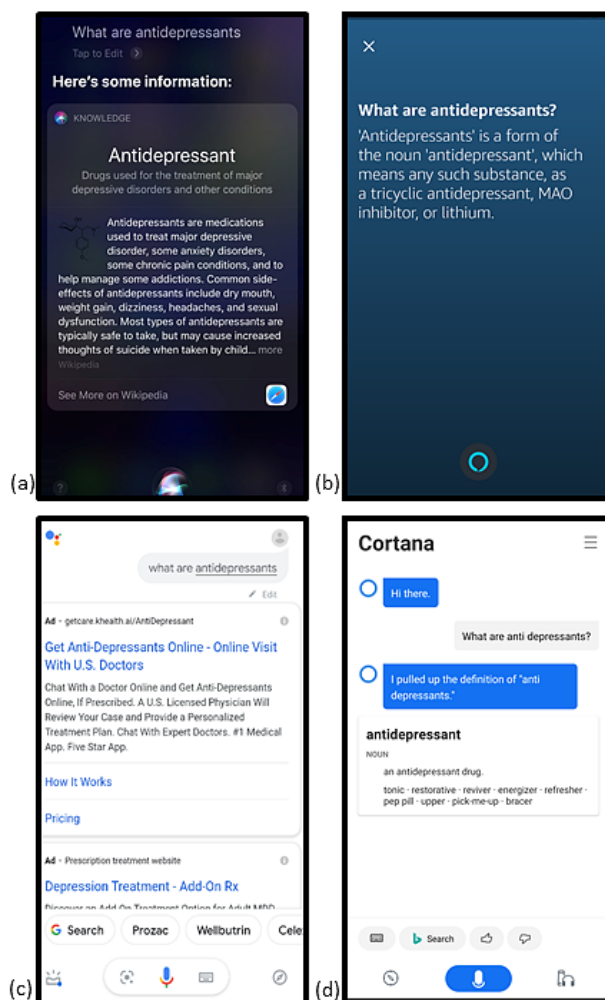 What are antidepressants
Tap to Edit
Here's some information:
KNOWLEDGE
Antidepressant
Drugs used for the treatment of major
depressive disorders and other conditions
Antidepressants are medications
used to treat major depressive
disorder, some anxiety disorders,
some chronic pain conditions, and to
help manage some addictions. Common side-
effects of antidepressants include dry mouth,
weight gain, dizziness, headaches, and sexual
dysfunction. Most types of antidepressants are
typically safe to take, but may cause increased
thoughts of suicide when taken by child... more
Wikipedia
See More on Wikipedia
?
(a)
What are antidepressants?
'Antidepressants' is a form of
the noun 'antidepressant', which
means any such substance, as
a tricyclic antidepressant, MAO
inhibitor, or lithium.
(b)
what are antidepressants
Edit
Ad - getcare.khealth.ai/AntiDepressant
Get Anti-Depressants Online - Online Visit
With U.S. Doctors
Chat With a Doctor Online and Get Anti-Depressants
Online, If Prescribed. A U.S. Licensed Physician Will
Review Your Case and Provide a Personalized
Treatment Plan. Chat With Expert Doctors. #1 Medical
App. Five Star App.
How It Works
Pricing
Ad - Prescription treatment website
Depression Treatment - Add-On Rx
Discover an Add-On Treatment Option for Adult MDD
G Search
Prozac
Wellbutrin
Cele
(c)
Cortana
Hi there.
What are anti depressants?
I pulled up the definition of "anti
depressants."
antidepressant
NOUN
an antidepressant drug.
tonic · restorative · reviver · energizer · refresher ·
pep pill · upper · pick-me-up · bracer
Search
(d)